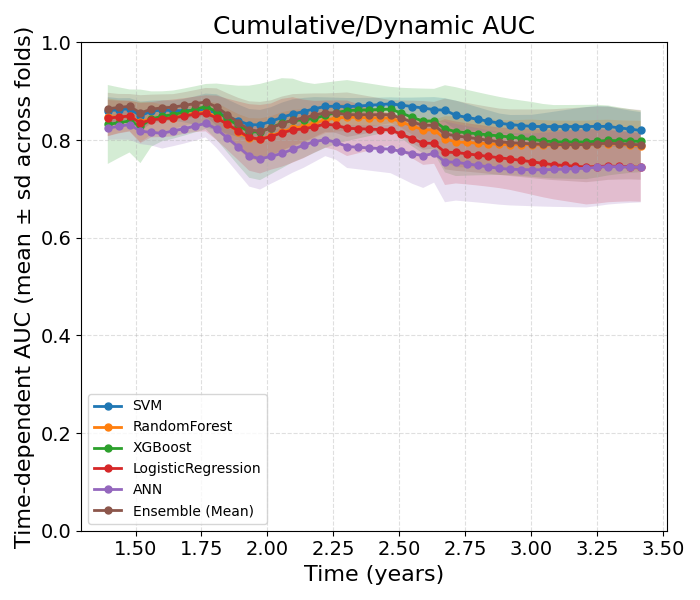 Cumulative/Dynamic AUC
Time-dependent AUC (mean ± sd across folds)
1.0
0.8
0.6
0.4
0.2
0.0
SVM
RandomForest
XGBoost
LogisticRegression
ANN
Ensemble (Mean)
1.50 1.75 2.00 2.25 2.50 2.75 3.00 3.25 3.50
Time (years)